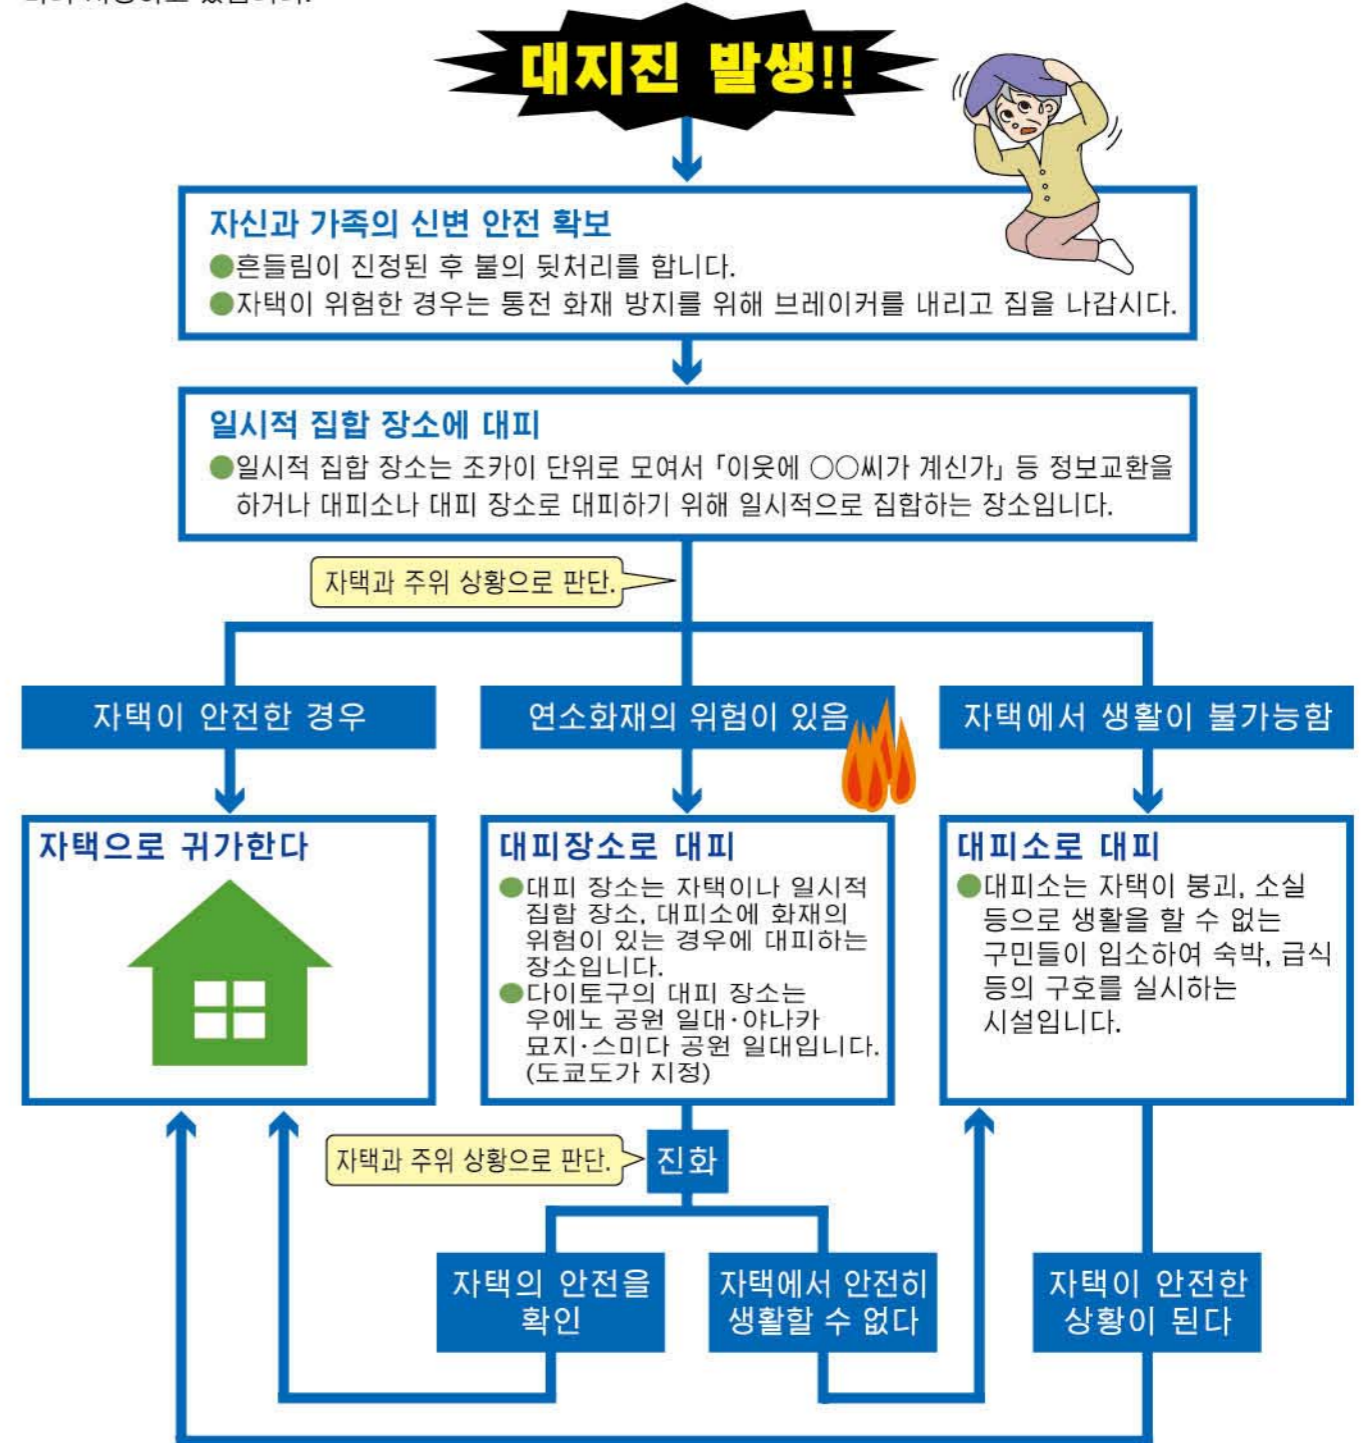 대지진 발생!!
자신과 가족의 신변 안전 확보
●흔들림이 진정된 후 불의 뒷처리를 합니다.
●자택이 위험한 경우는 통전 화재 방지를 위해 브레이커를 내리고 집을 나갑시다.
일시적 집합 장소에 대피
●일시적 집합 장소는 조카이 단위로 모여서 「이웃에 ○○씨가 계신가」 등 정보교환을
하거나 대피소나 대피 장소로 대피하기 위해 일시적으로 집합하는 장소입니다.
자택과 주위 상황으로 판단.
자택이 안전한 경우
연소화재의 위험이 있음
자택에서 생활이 불가능함
자택으로 귀가한다
대피장소로 대피
●대피 장소는 자택이나 일시적
집합 장소, 대피소에 화재의
위험이 있는 경우에 대피하는
장소입니다.
●다이토구의 대피 장소는
우에노 공원 일대·야나카
묘지·스미다 공원 일대입니다.
(도쿄도가 지정)
대피소로 대피
●대피소는 자택이 붕괴, 소실
등으로 생활을 할 수 없는
구민들이 입소하여 숙박, 급식
등의 구호를 실시하는
시설입니다.
자택과 주위 상황으로 판단.
진화
자택의 안전을
확인
자택에서 안전히
생활할 수 없다
자택이 안전한
상황이 된다